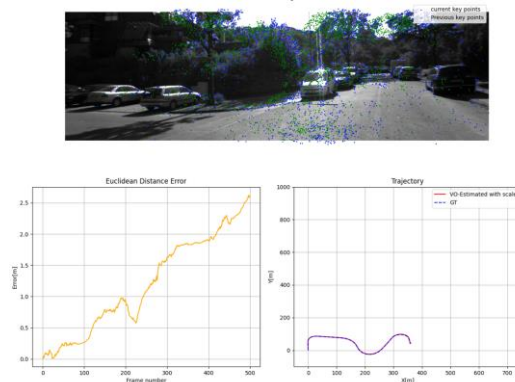 current key points
Previous key points
Euclidean Distance Error
Error[m]
2.5
2.0
1.5
1.0
0.5
0.0
0
100
200
300
400
500
Frame number
Trajectory
VO-Estimated with scale
GT
Y[m]
1000
800
600
400
200
0
0
100
200
300
400
500
600
700
X[m]